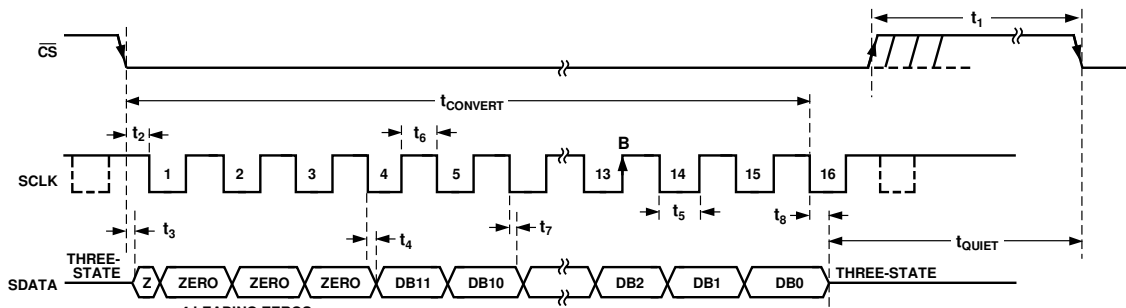 t1
CS
tCONVERT
t2
t6
B
SCLK
1
2
3
4
5
13
14
15
16
t3
t4
t7
t5
t8
tQUIET
THREE-
STATE
SDATA
Z
ZERO
ZERO
ZERO
DB11
DB10
DB2
DB1
DB0
THREE-STATE